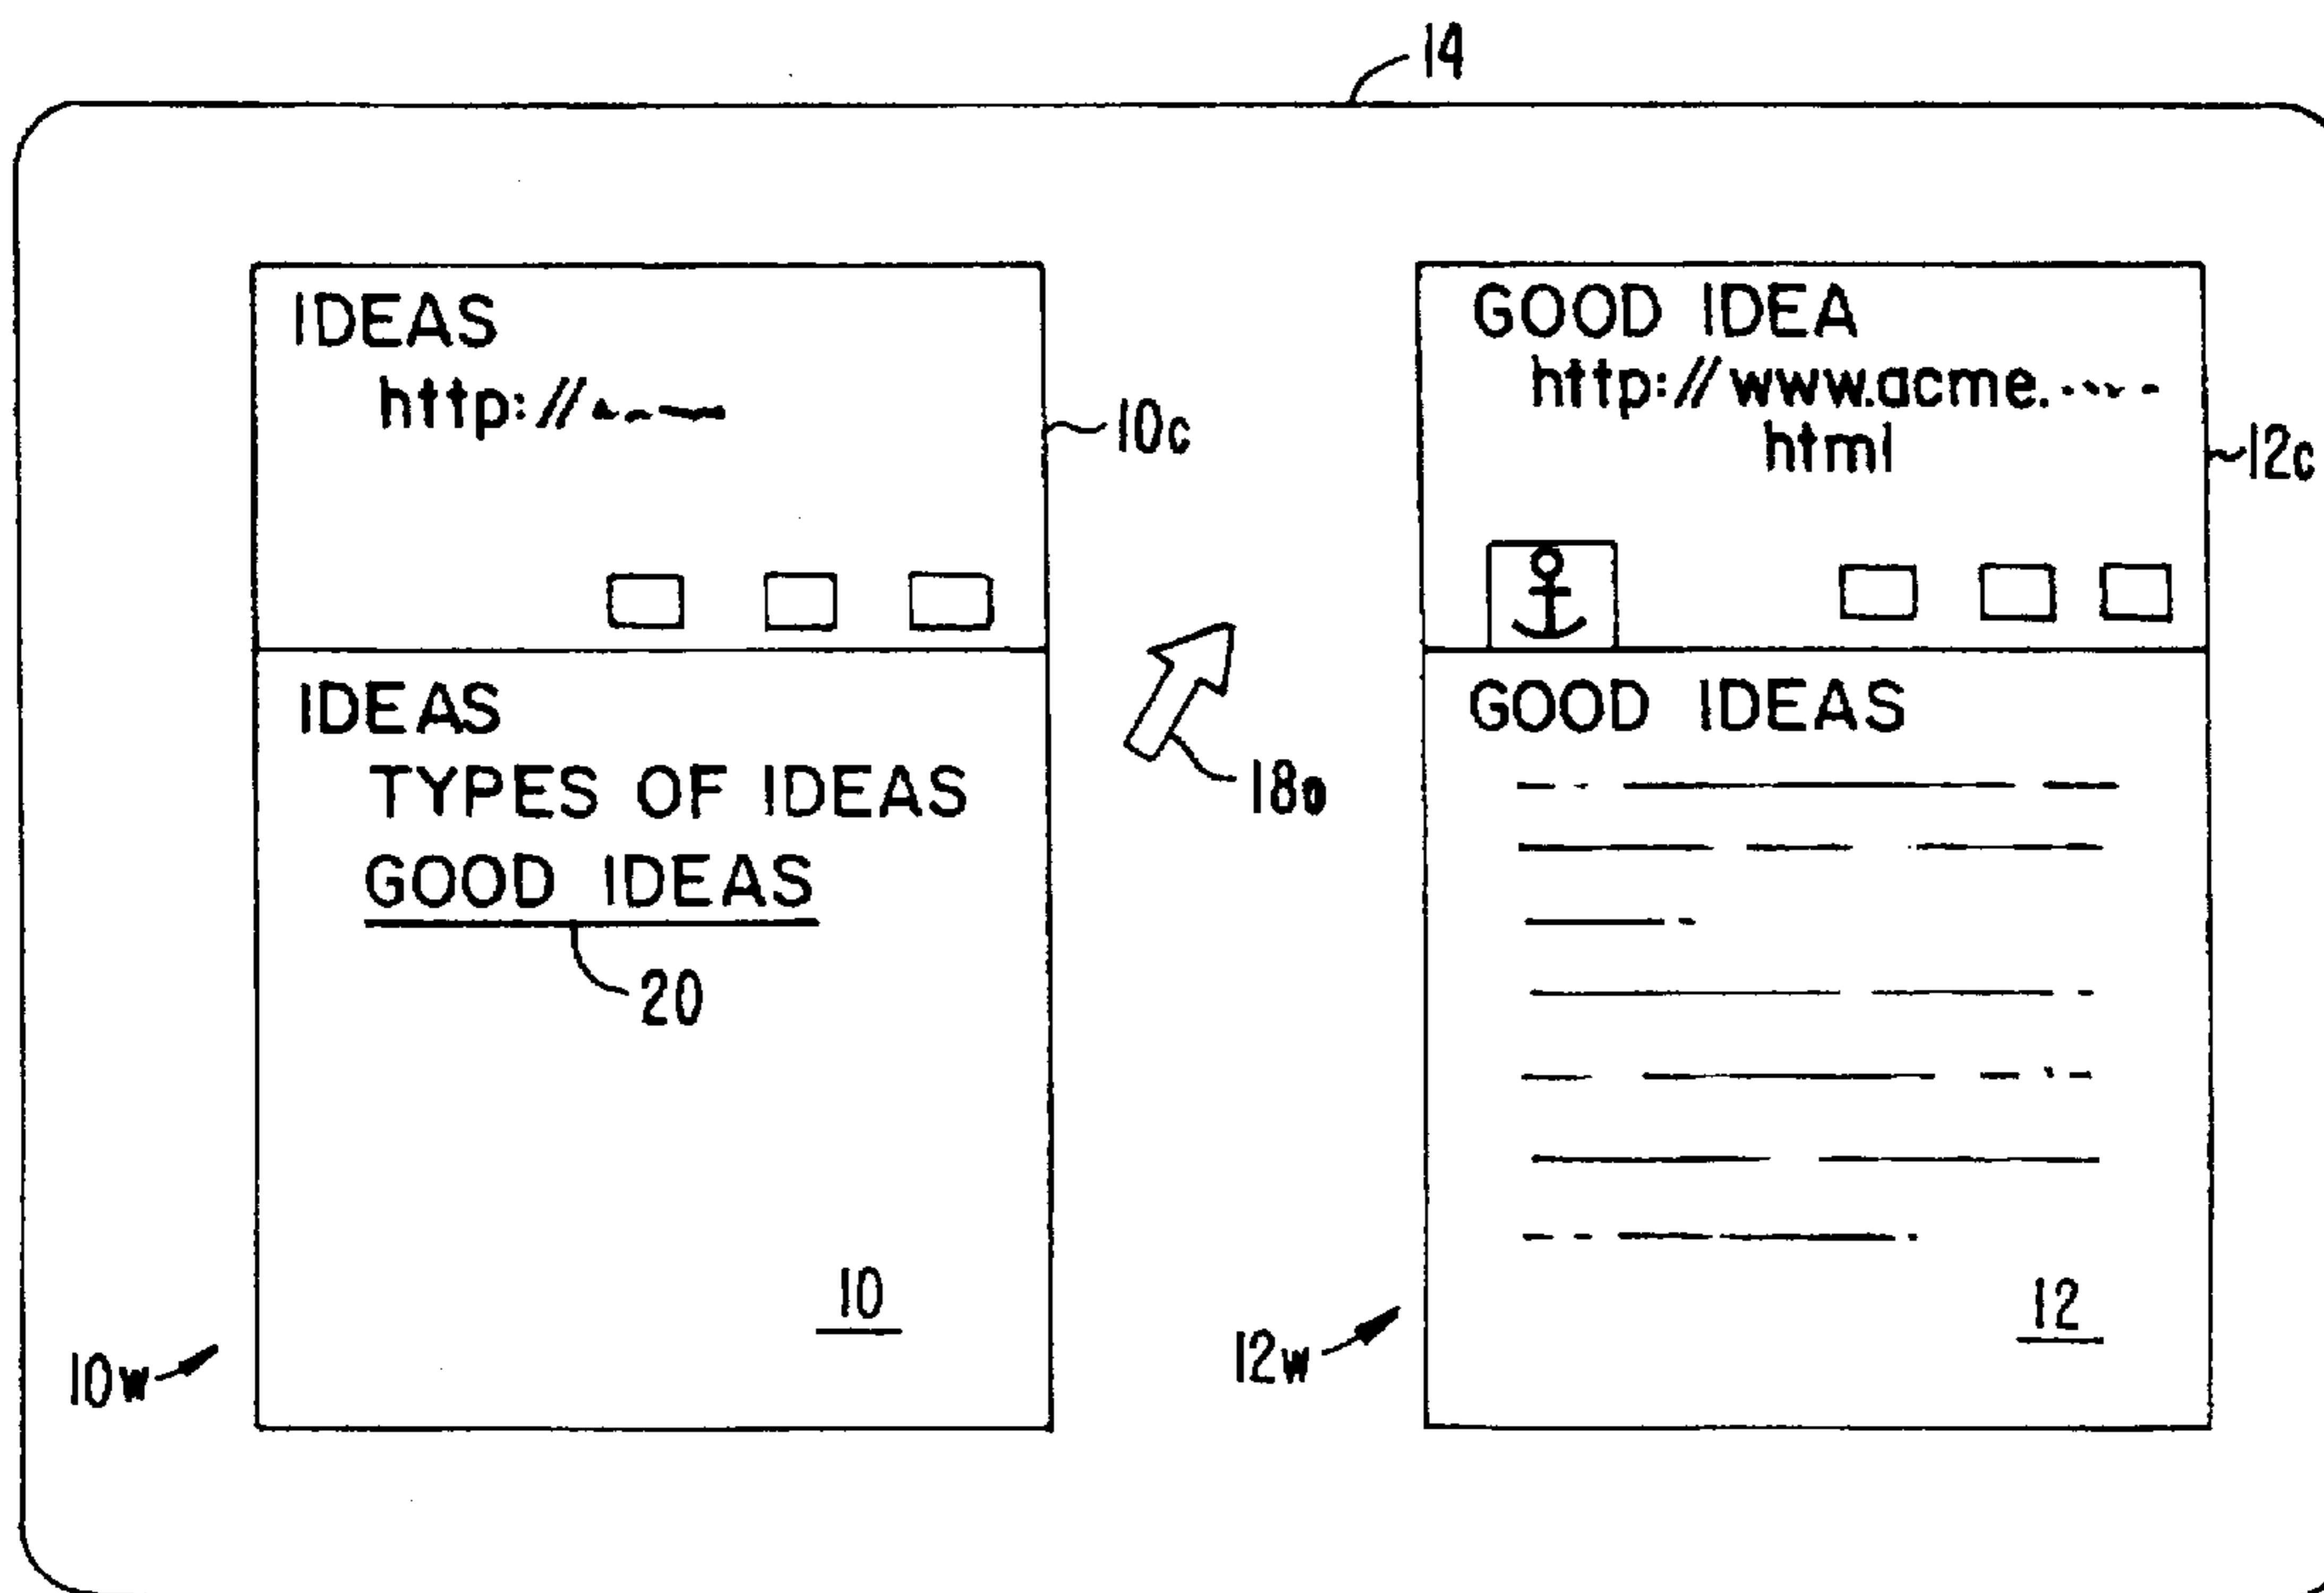 14
IDEAS
http://
10c
IDEAS
TYPES OF IDEAS
GOOD IDEAS
20
10
10w
18a
GOOD IDEA
http://www.acme.
html
12c
GOOD IDEAS
12
12w